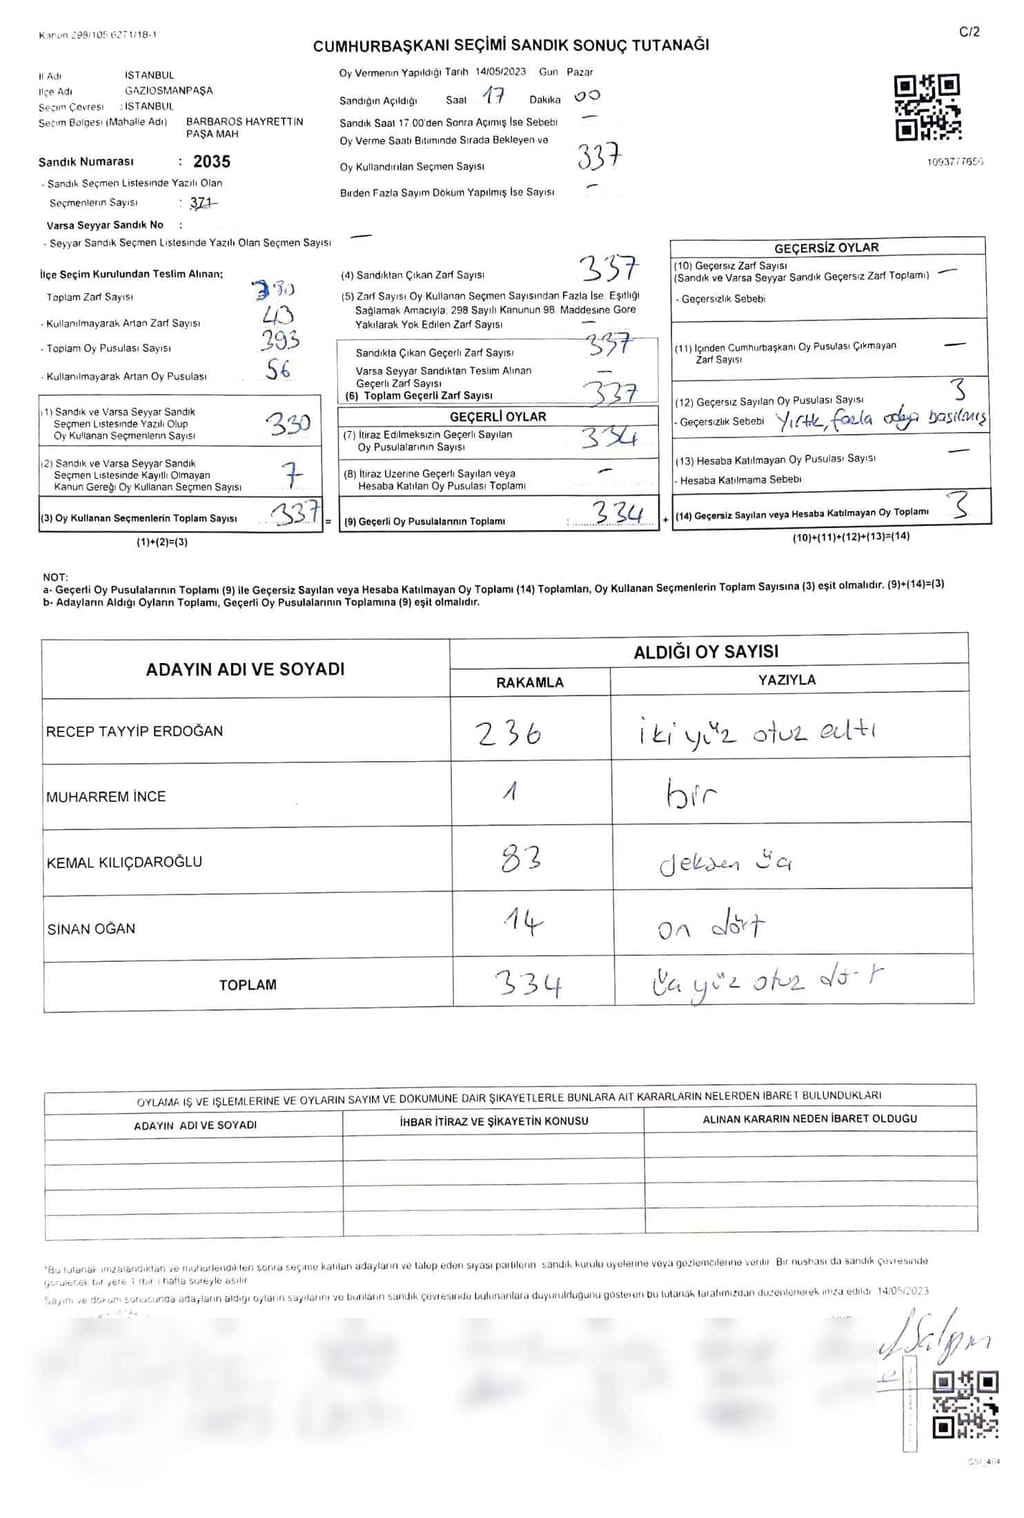 Kanun 298/105 6271/18-1
C/2
CUMHURBAŞKANI SEÇİMİ SANDIK SONUÇ TUTANAĞI
İl Adı İSTANBUL
İlçe Adı GAZİOSMANPAŞA
Seçim Çevresi : İSTANBUL
Seçim Bölgesi (Mahalle Adı) BARBAROS HAYRETTİN PAŞA MAH
Sandık Numarası : 2035
- Sandık Seçmen Listesinde Yazılı Olan
Seçmenlerin Sayısı : 371
Varsa Seyyar Sandık No :
- Seyyar Sandık Seçmen Listesinde Yazılı Olan Seçmen Sayısı —
Oy Vermenin Yapıldığı Tarih 14/05/2023 Gün Pazar
Sandığın Açıldığı Saat 17 Dakika 00
Sandık Saat 17 00'den Sonra Açımış İse Sebebi —
Oy Verme Saati Bitiminde Sırada Bekleyen ve
Oy Kullandırılan Seçmen Sayısı 337
Birden Fazla Sayım Döküm Yapılmış İse Sayısı —
1093777656
İlçe Seçim Kurulundan Teslim Alınan;
Toplam Zarf Sayısı 380
- Kullanılmayarak Artan Zarf Sayısı 43
- Toplam Oy Pusulası Sayısı 393
- Kullanılmayarak Artan Oy Pusulası 56
(1) Sandık ve Varsa Seyyar Sandık
Seçmen Listesinde Yazılı Olup
Oy Kullanan Seçmenlerin Sayısı 330
(2) Sandık ve Varsa Seyyar Sandık
Seçmen Listesinde Kayıtlı Olmayan
Kanun Gereği Oy Kullanan Seçmen Sayısı 7
(3) Oy Kullanan Seçmenlerin Toplam Sayısı 337 =
(1)+(2)=(3)
(4) Sandıktan Çıkan Zarf Sayısı 337
(5) Zarf Sayısı Oy Kullanan Seçmen Sayısından Fazla İse, Eşitliği
Sağlamak Amacıyla, 298 Sayılı Kanunun 98. Maddesine Göre
Yakılarak Yok Edilen Zarf Sayısı —
Sandıkta Çıkan Geçerli Zarf Sayısı 337
Varsa Seyyar Sandıktan Teslim Alınan
Geçerli Zarf Sayısı —
(6) Toplam Geçerli Zarf Sayısı 337
GEÇERLİ OYLAR
(7) İtiraz Edilmeksizin Geçerli Sayılan
Oy Pusulalarının Sayısı 334
(8) İtiraz Üzerine Geçerli Sayılan veya
Hesaba Katılan Oy Pusulası Toplamı —
(9) Geçerli Oy Pusulalarının Toplamı : 334 +
GEÇERSİZ OYLAR
(10) Geçersiz Zarf Sayısı
(Sandık ve Varsa Seyyar Sandık Geçersiz Zarf Toplamı) —
- Geçersizlik Sebebi
(11) İçinden Cumhurbaşkanı Oy Pusulası Çıkmayan
Zarf Sayısı —
(12) Geçersiz Sayılan Oy Pusulası Sayısı 3
- Geçersizlik Sebebi Yırtık, fazla adaya basılmış
(13) Hesaba Katılmayan Oy Pusulası Sayısı —
- Hesaba Katılmama Sebebi
(14) Geçersiz Sayılan veya Hesaba Katılmayan Oy Toplamı 3
(10)+(11)+(12)+(13)=(14)
NOT:
a- Geçerli Oy Pusulalarının Toplamı (9) ile Geçersiz Sayılan veya Hesaba Katılmayan Oy Toplamı (14) Toplamları, Oy Kullanan Seçmenlerin Toplam Sayısına (3) eşit olmalıdır. (9)+(14)=(3)
b- Adayların Aldığı Oyların Toplamı, Geçerli Oy Pusulalarının Toplamına (9) eşit olmalıdır.
ADAYIN ADI VE SOYADI ALDIĞI OY SAYISI
RAKAMLA YAZIYLA
RECEP TAYYİP ERDOĞAN 236 iki yüz otuz altı
MUHARREM İNCE 1 bir
KEMAL KILIÇDAROĞLU 83 seksen üç
SİNAN OĞAN 14 on dört
TOPLAM 334 üç yüz otuz dört
OYLAMA İŞ VE İŞLEMLERİNE VE OYLARIN SAYIM VE DÖKÜMÜNE DAİR ŞİKAYETLERLE BUNLARA AİT KARARLARIN NELERDEN İBARET BULUNDUKLARI
ADAYIN ADI VE SOYADI İHBAR İTİRAZ VE ŞİKAYETİN KONUSU ALINAN KARARIN NEDEN İBARET OLDUĞU
*Bu tutanak imzalandıktan ve mühürlendikten sonra seçime katılan adayların ve talep eden siyasi partilerin sandık kurulu üyelerine veya gözlemcilerine verilir. Bir nüshası da sandık çevresinde
görülecek bir yere 1 (bir) hafta süreyle asılır
Sayım ve döküm sonucunda adayların aldığı oyların sayılarını ve bunların sandık çevresinde bulunanlara duyurulduğunu gösteren bu tutanak tarafımızdan düzenlenerek imza edildi 14/05/2023